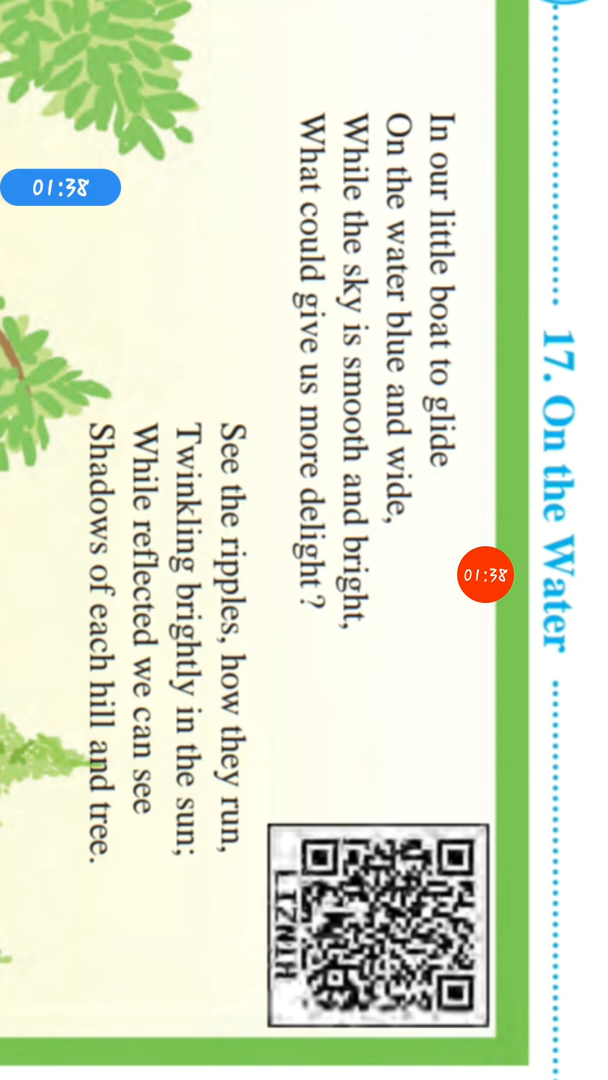 17. On the Water
In our little boat to glide
On the water blue and wide,
While the sky is smooth and bright,
What could give us more delight?
See the ripples, how they run,
Twinkling brightly in the sun;
While reflected we can see
Shadows of each hill and tree.
L1ZN1H
01:38
01:38